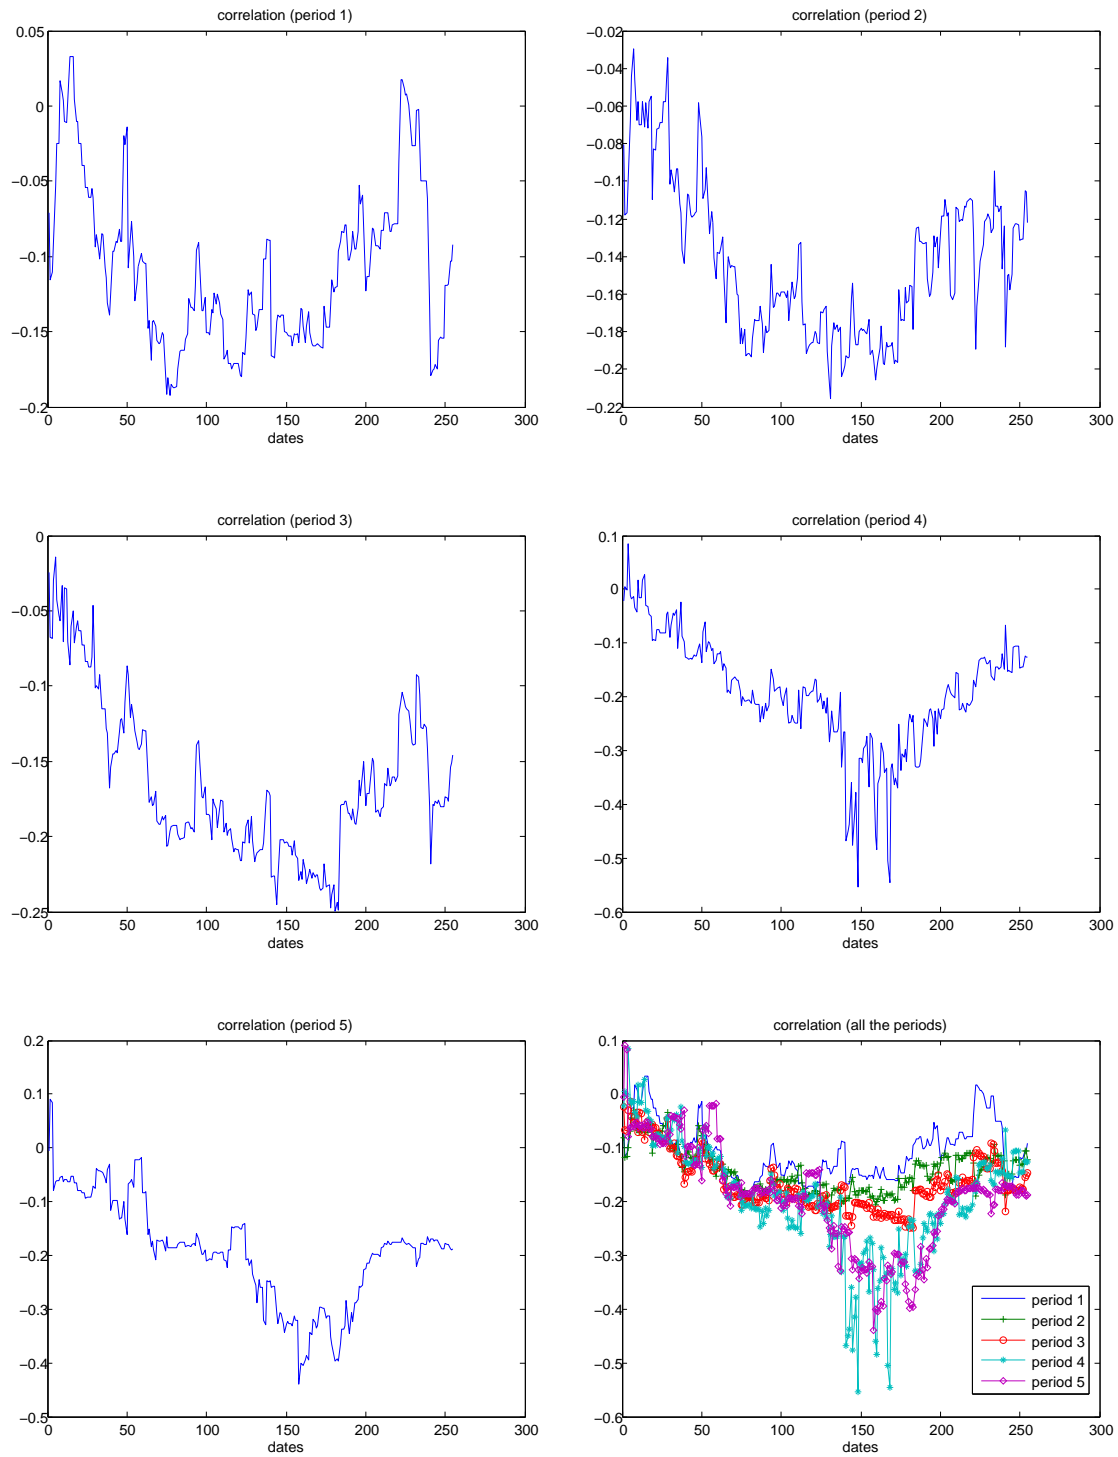 correlation (period 1)
0.05
0
−0.05
−0.1
−0.15
−0.2
0 50 100 150 200 250 300
dates
correlation (period 2)
−0.02
−0.04
−0.06
−0.08
−0.1
−0.12
−0.14
−0.16
−0.18
−0.2
−0.22
0 50 100 150 200 250 300
dates
correlation (period 3)
0
−0.05
−0.1
−0.15
−0.2
−0.25
0 50 100 150 200 250 300
dates
correlation (period 4)
0.1
0
−0.1
−0.2
−0.3
−0.4
−0.5
−0.6
0 50 100 150 200 250 300
dates
correlation (period 5)
0.2
0.1
0
−0.1
−0.2
−0.3
−0.4
−0.5
0 50 100 150 200 250 300
dates
correlation (all the periods)
0.1
0
−0.1
−0.2
−0.3
−0.4
−0.5
−0.6
0 50 100 150 200 250 300
dates
period 1
period 2
period 3
period 4
period 5